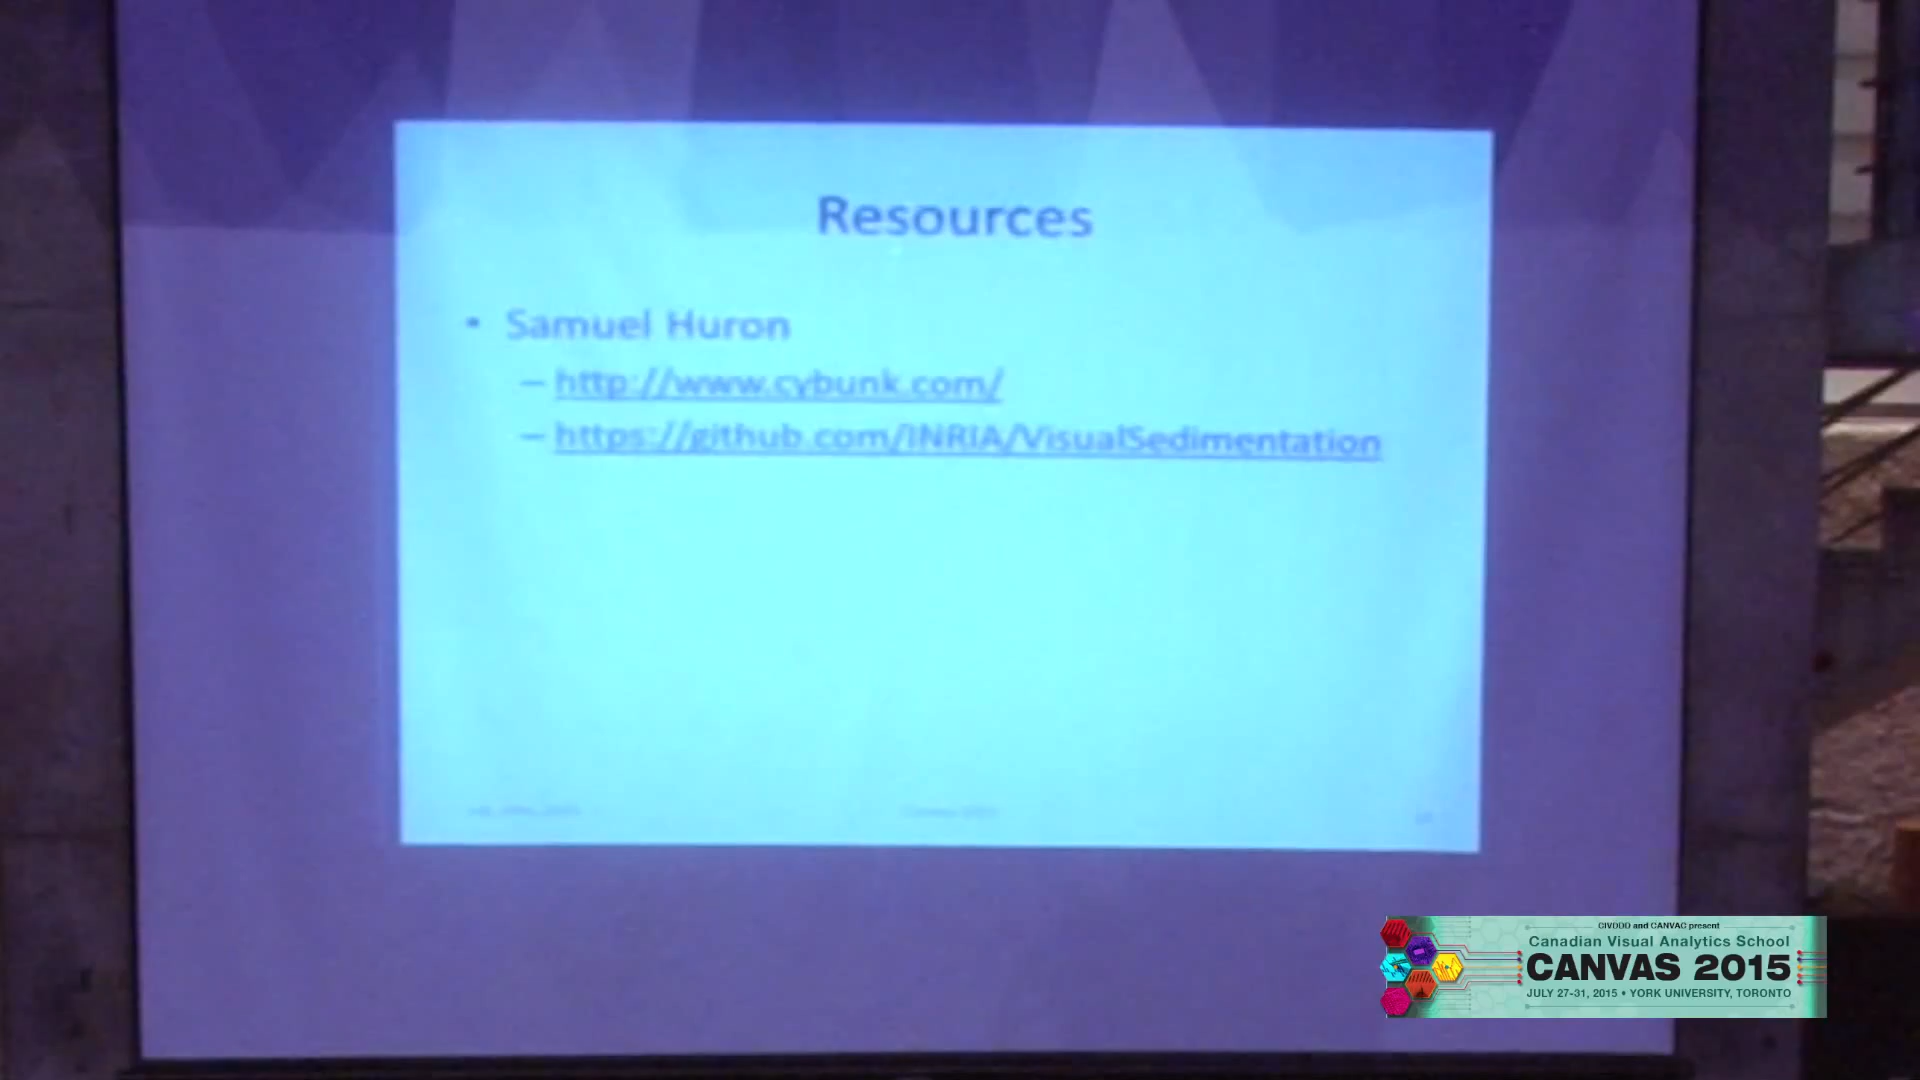 Resources
• Samuel Huron
– http://www.cybunk.com/
– https://github.com/INRIA/VisualSedimentation
CIVDDD and CANVAC present
Canadian Visual Analytics School
CANVAS 2015
JULY 27-31, 2015 • YORK UNIVERSITY, TORONTO